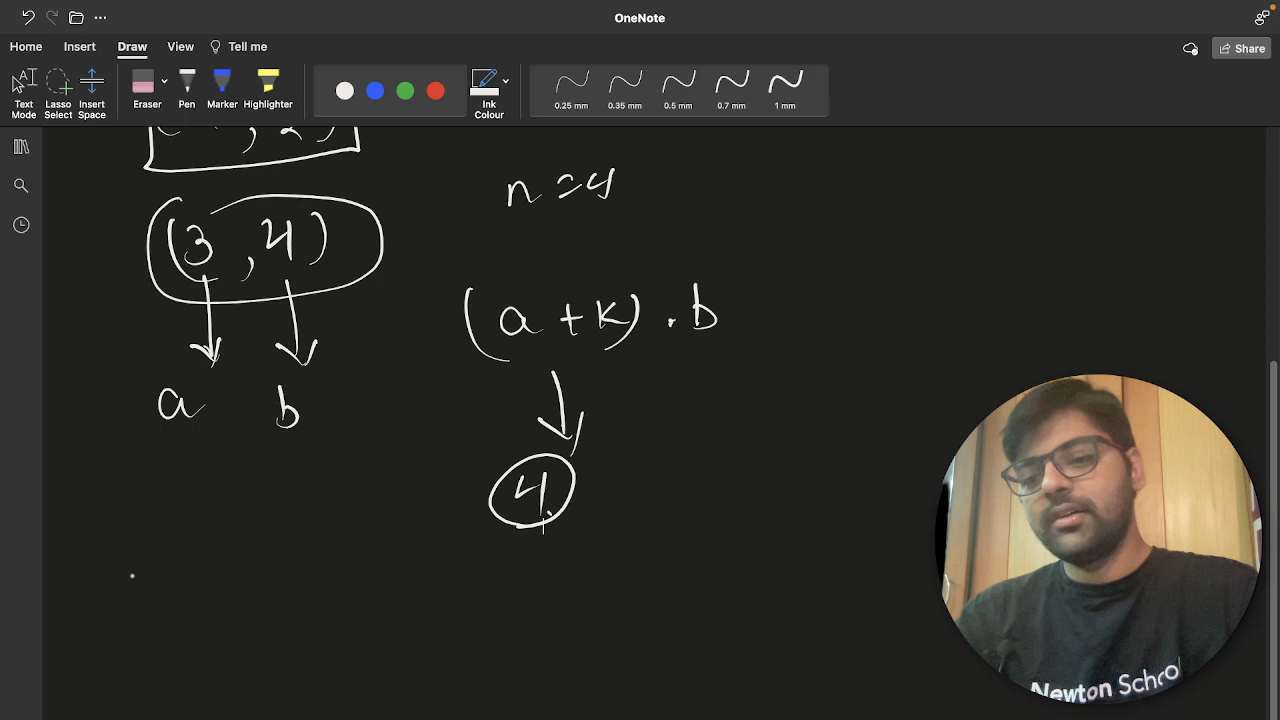 OneNote
Home Insert Draw View Tell me
Share
Text Mode
Lasso Select
Insert Space
Eraser
Pen
Marker
Highlighter
Ink Colour
0.25 mm
0.35 mm
0.5 mm
0.7 mm
1 mm
n = 4
(3, 4)
(a + k) . b
a b
4
Newton School